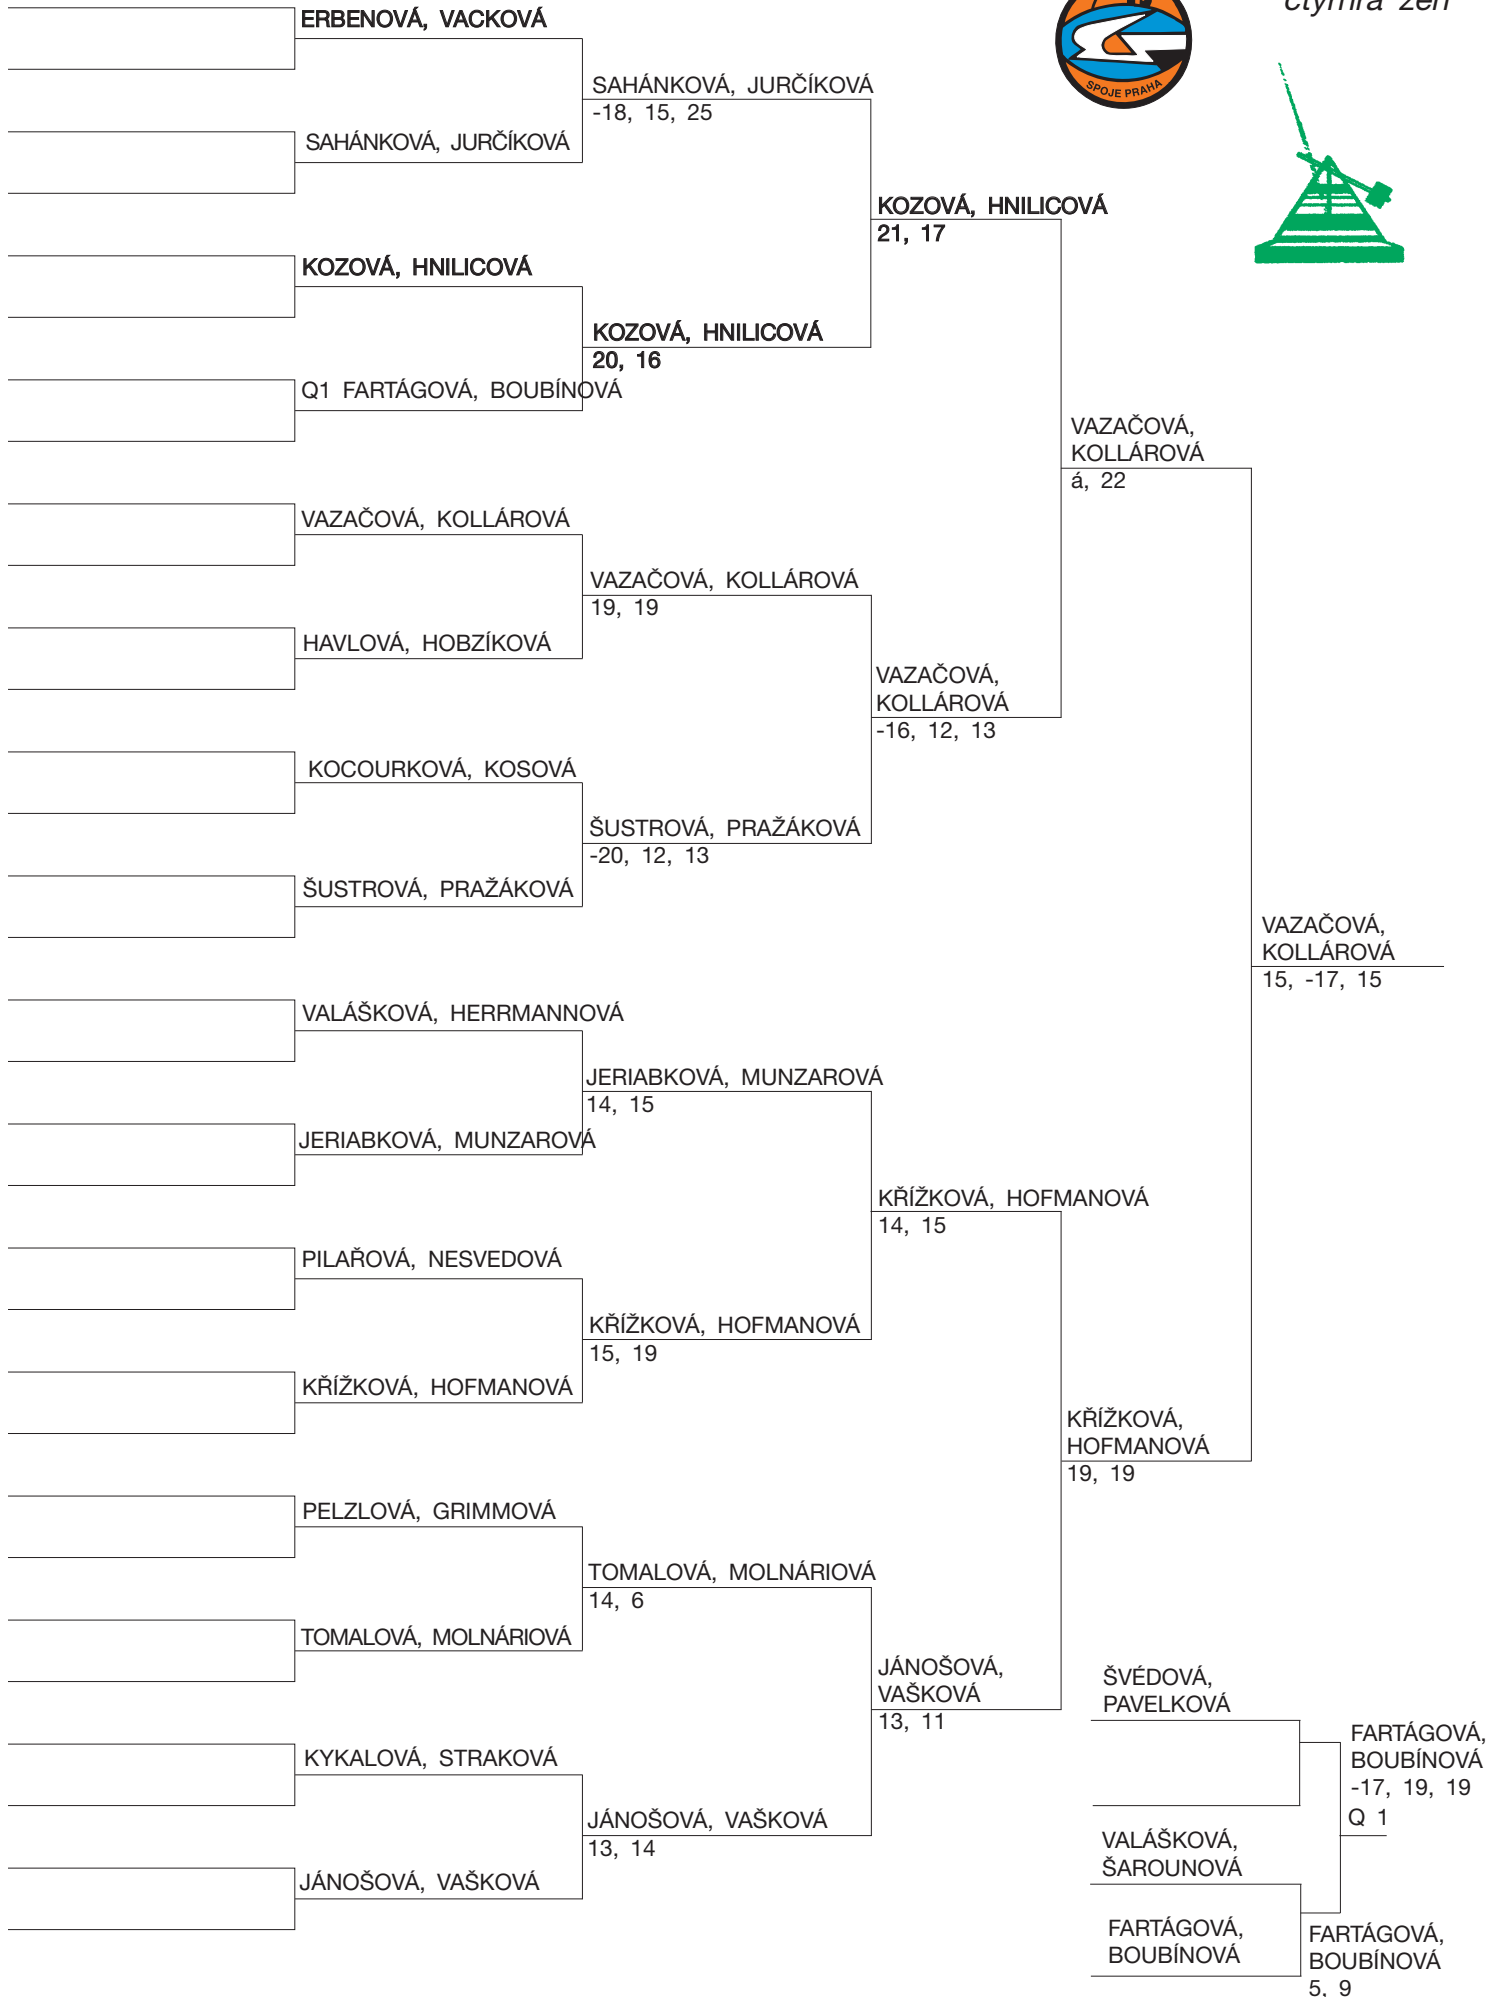 čtyřhra žen
SPOJE PRAHA
ERBENOVÁ, VACKOVÁ
SAHÁNKOVÁ, JURČÍKOVÁ
-18, 15, 25
SAHÁNKOVÁ, JURČÍKOVÁ
KOZOVÁ, HNILICOVÁ
21, 17
KOZOVÁ, HNILICOVÁ
KOZOVÁ, HNILICOVÁ
20, 16
Q1 FARTÁGOVÁ, BOUBÍNOVÁ
VAZAČOVÁ,
KOLLÁROVÁ
á, 22
VAZAČOVÁ, KOLLÁROVÁ
VAZAČOVÁ, KOLLÁROVÁ
19, 19
HAVLOVÁ, HOBZÍKOVÁ
VAZAČOVÁ,
KOLLÁROVÁ
-16, 12, 13
KOCOURKOVÁ, KOSOVÁ
ŠUSTROVÁ, PRAŽÁKOVÁ
-20, 12, 13
ŠUSTROVÁ, PRAŽÁKOVÁ
VAZAČOVÁ,
KOLLÁROVÁ
15, -17, 15
VALÁŠKOVÁ, HERRMANNOVÁ
JERIABKOVÁ, MUNZAROVÁ
14, 15
JERIABKOVÁ, MUNZAROVÁ
KŘÍŽKOVÁ, HOFMANOVÁ
14, 15
PILAŘOVÁ, NESVEDOVÁ
KŘÍŽKOVÁ, HOFMANOVÁ
15, 19
KŘÍŽKOVÁ, HOFMANOVÁ
KŘÍŽKOVÁ,
HOFMANOVÁ
19, 19
PELZLOVÁ, GRIMMOVÁ
TOMALOVÁ, MOLNÁRIOVÁ
14, 6
TOMALOVÁ, MOLNÁRIOVÁ
JÁNOŠOVÁ,
VAŠKOVÁ
13, 11
KYKALOVÁ, STRAKOVÁ
JÁNOŠOVÁ, VAŠKOVÁ
13, 14
JÁNOŠOVÁ, VAŠKOVÁ
ŠVÉDOVÁ,
PAVELKOVÁ
FARTÁGOVÁ,
BOUBÍNOVÁ
-17, 19, 19
Q 1
VALÁŠKOVÁ,
ŠAROUNOVÁ
FARTÁGOVÁ,
BOUBÍNOVÁ
FARTÁGOVÁ,
BOUBÍNOVÁ
5, 9